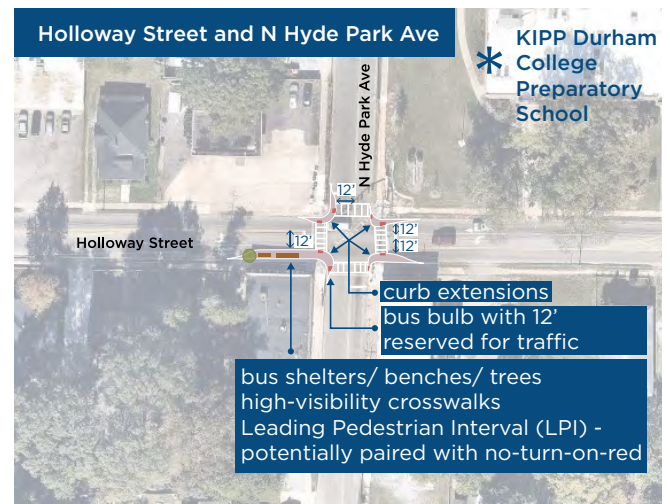 Holloway Street and N Hyde Park Ave
*
KIPP Durham
College
Preparatory
School
N Hyde Park Ave
12'
12'
12'
12'
Holloway Street
curb extensions
bus bulb with 12'
reserved for traffic
bus shelters/ benches/ trees
high-visibility crosswalks
Leading Pedestrian Interval (LPI) -
potentially paired with no-turn-on-red